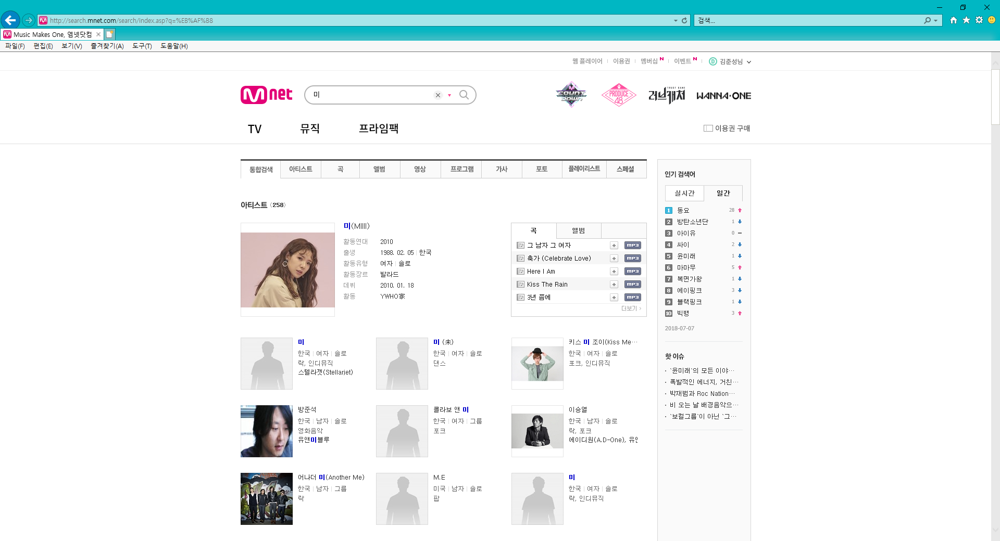 http://search.mnet.com/search/index.asp?q=%EB%AF%B8
검색...
Music Makes One, 엠넷닷컴
파일(F) 편집(E) 보기(V) 즐겨찾기(A) 도구(T) 도움말(H)
웹 플레이어 이용권 멤버십 N 이벤트 N D 김준성님
Mnet
미
M COUNT DOWN
PRODUCE 48
TRUST GAME
러브캐처
WANNA·ONE
TV 뮤직 프라임팩
이용권 구매
통합검색 아티스트 곡 앨범 영상 프로그램 가사 포토 플레이리스트 스페셜
아티스트 (258)
미(MIIII)
활동연대 2010
출생 1988. 02. 05 한국
활동유형 여자 솔로
활동장르 발라드
데뷔 2010. 01. 18
활동 YWHO家
곡 앨범
그 남자 그 여자 + MP3
축가 (Celebrate Love) + MP3
Here I Am + MP3
Kiss The Rain + MP3
3년 쯤에 + MP3
더보기 ›
미
한국 여자 솔로
락, 인디뮤직
스텔라젯(Stellarjet)
미 (未)
한국 여자 솔로
댄스
키스 미 조이(Kiss Me…
한국 여자 솔로
포크, 인디뮤직
방준석
한국 남자 솔로
영화음악
유앤미블루
콜라보 앤 미
한국 여자 그룹
포크
이승열
한국 남자 솔로
락, 포크
에이디원(A.D-One), 유앤
어나더 미(Another Me)
한국 남자 그룹
락
M.E
미국 남자 솔로
팝
미
한국 여자 솔로
락, 인디뮤직
인기 검색어
실시간 일간
1 동요 28
2 방탄소년단 1
3 아이유 0
4 싸이 2
5 윤미래 1
6 마마무 5
7 복면가왕 1
8 에이핑크 3
9 블랙핑크 1
10 빅뱅 3
2018-07-07
핫 이슈
· `윤미래`의 모든 이야…
· 폭발적인 에너지, 거친…
· 박재범과 Roc Nation…
· 비 오는 날 배경음악으…
· `보컬그룹`이 아닌 `그…